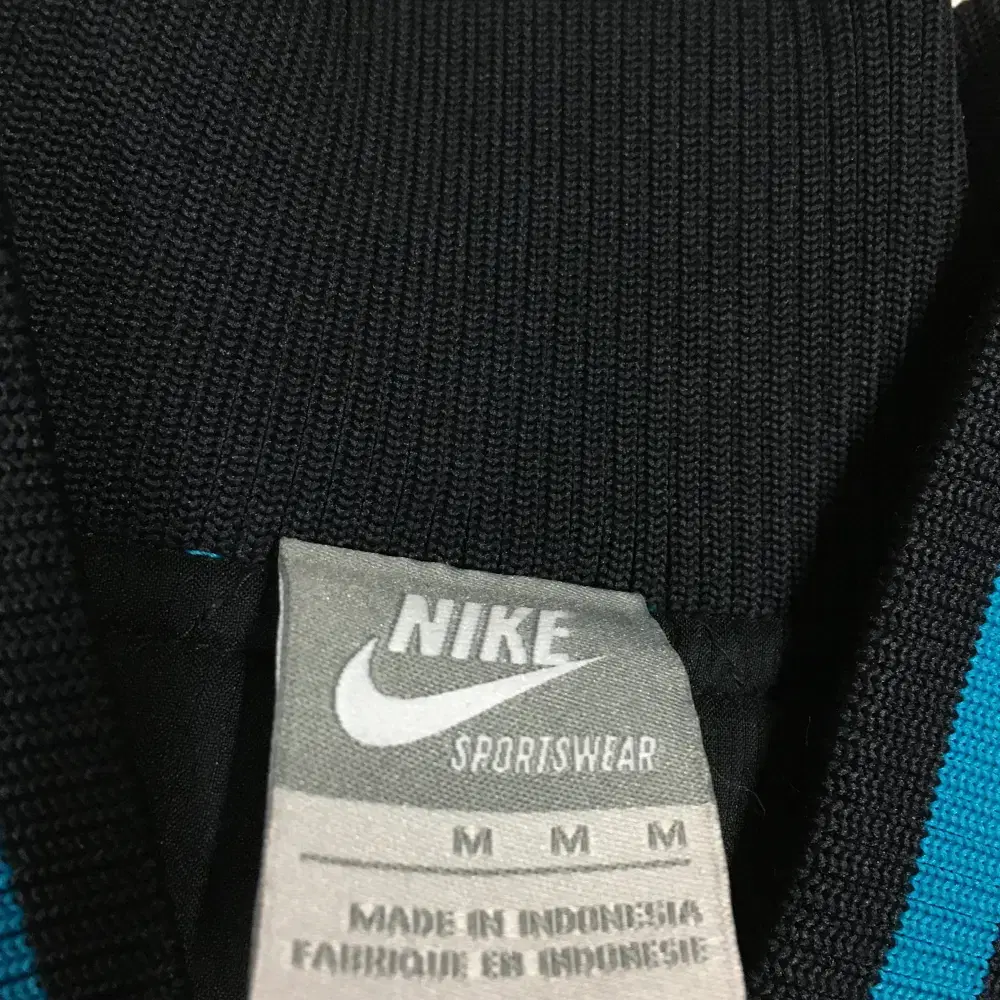 NIKE
SPORTSWEAR
M M M
MADE IN INDONESIA
FABRIQUE EN INDONESIE